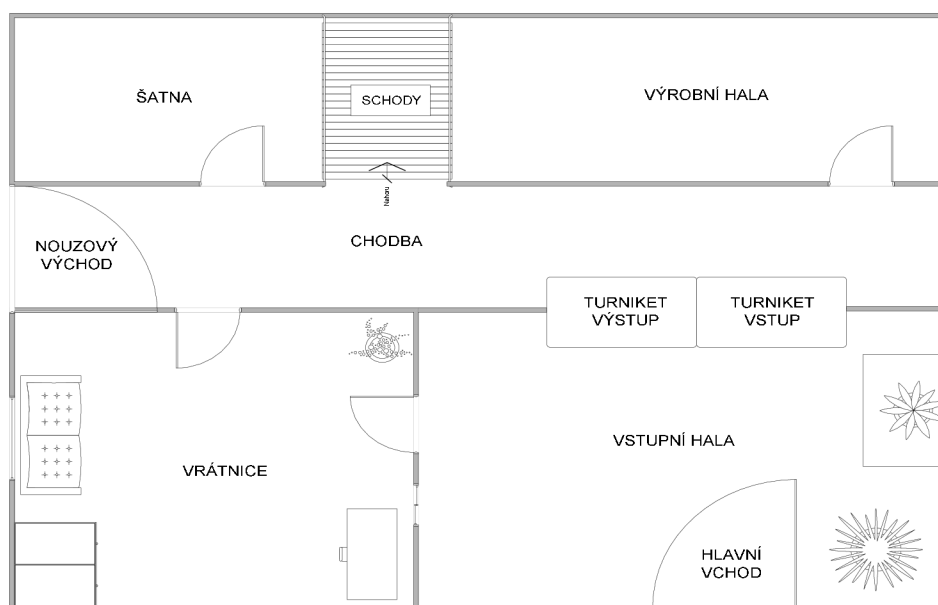 ŠATNA
SCHODY
VÝROBNÍ HALA
Nahoru
CHODBA
NOUZOVÝ
VÝCHOD
TURNIKET
VÝSTUP
TURNIKET
VSTUP
VRÁTNICE
VSTUPNÍ HALA
HLAVNÍ
VCHOD